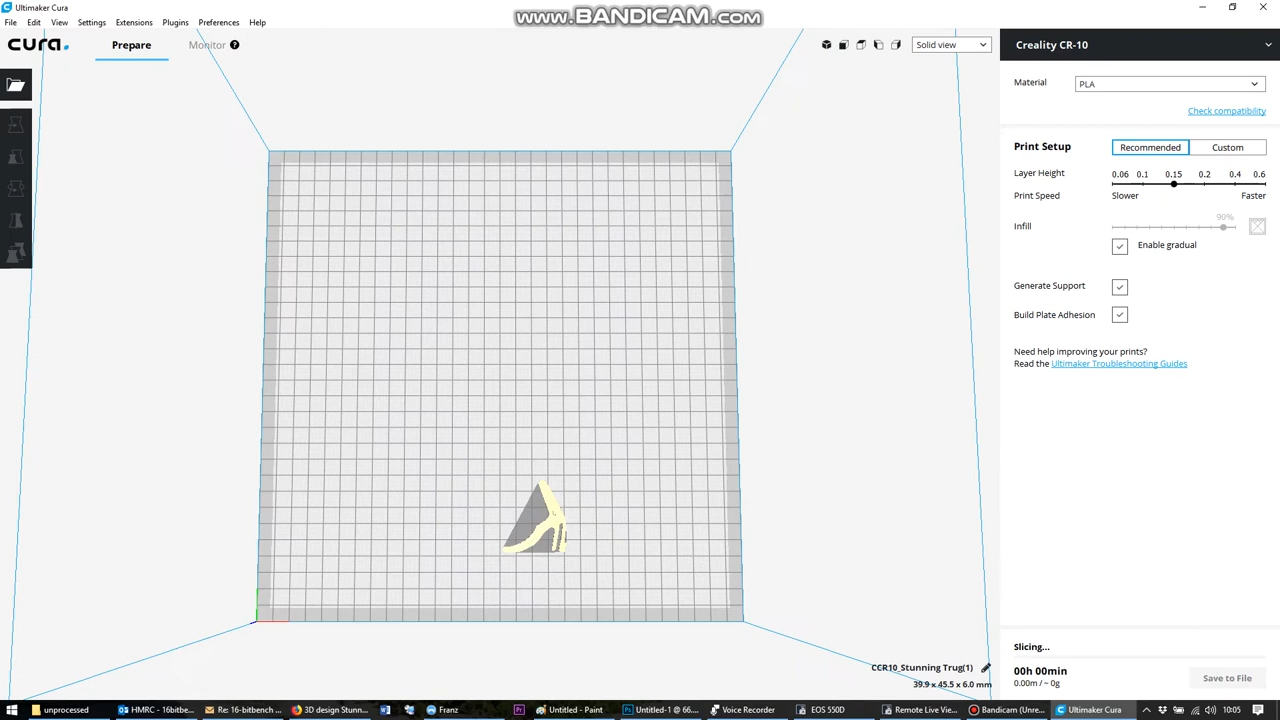 Ultimaker Cura
www.BANDICAM.com
File Edit View Settings Extensions Plugins Preferences Help
cura. Prepare Monitor ? Solid view
Creality CR-10
Material PLA
Check compatibility
Print Setup Recommended Custom
Layer Height 0.06 0.1 0.15 0.2 0.4 0.6
Print Speed Slower Faster
90%
Infill
Enable gradual
Generate Support
Build Plate Adhesion
Need help improving your prints?
Read the Ultimaker Troubleshooting Guides
Slicing...
CCR10_Stunning Trug(1)
39.9 x 45.5 x 6.0 mm
00h 00min
0.00m / ~ 0g
Save to File
unprocessed HMRC - 16bitbe... Re: 16-bitbench ... 3D design Stunn... Franz Untitled - Paint Untitled-1 @ 66.... Voice Recorder EOS 550D Remote Live View... Bandicam (Unre... Ultimaker Cura 10:05